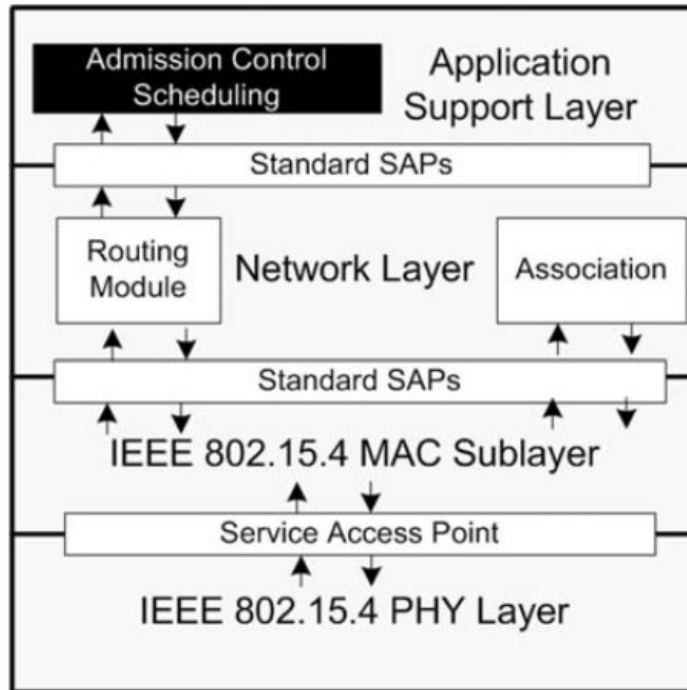 Admission Control
Scheduling
Application
Support Layer
Standard SAPs
Routing
Module
Network Layer
Association
Standard SAPs
IEEE 802.15.4 MAC Sublayer
Service Access Point
IEEE 802.15.4 PHY Layer